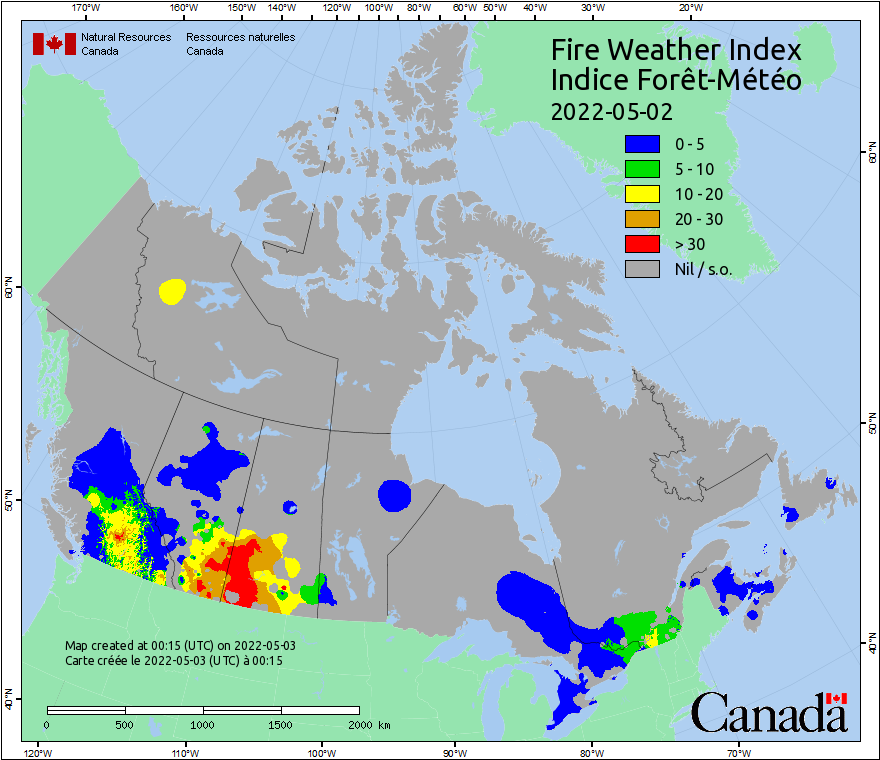 170°W 160°W 150°W 140°W 130°W 120°W 110°W 100°W 90°W 80°W 60°W 50°W 40°W 30°W 20°W
Natural Resources Ressources naturelles
Canada Canada
Fire Weather Index
Indice Forêt-Météo
2022-05-02
0 - 5
5 - 10
10 - 20
20 - 30
> 30
Nil / s.o.
60°N
60°N
50°N
50°N
40°N
40°N
Map created at 00:15 (UTC) on 2022-05-03
Carte créée le 2022-05-03 (UTC) à 00:15
0 500 1000 1500 2000 km
Canada
120°W 110°W 100°W 90°W 80°W 70°W